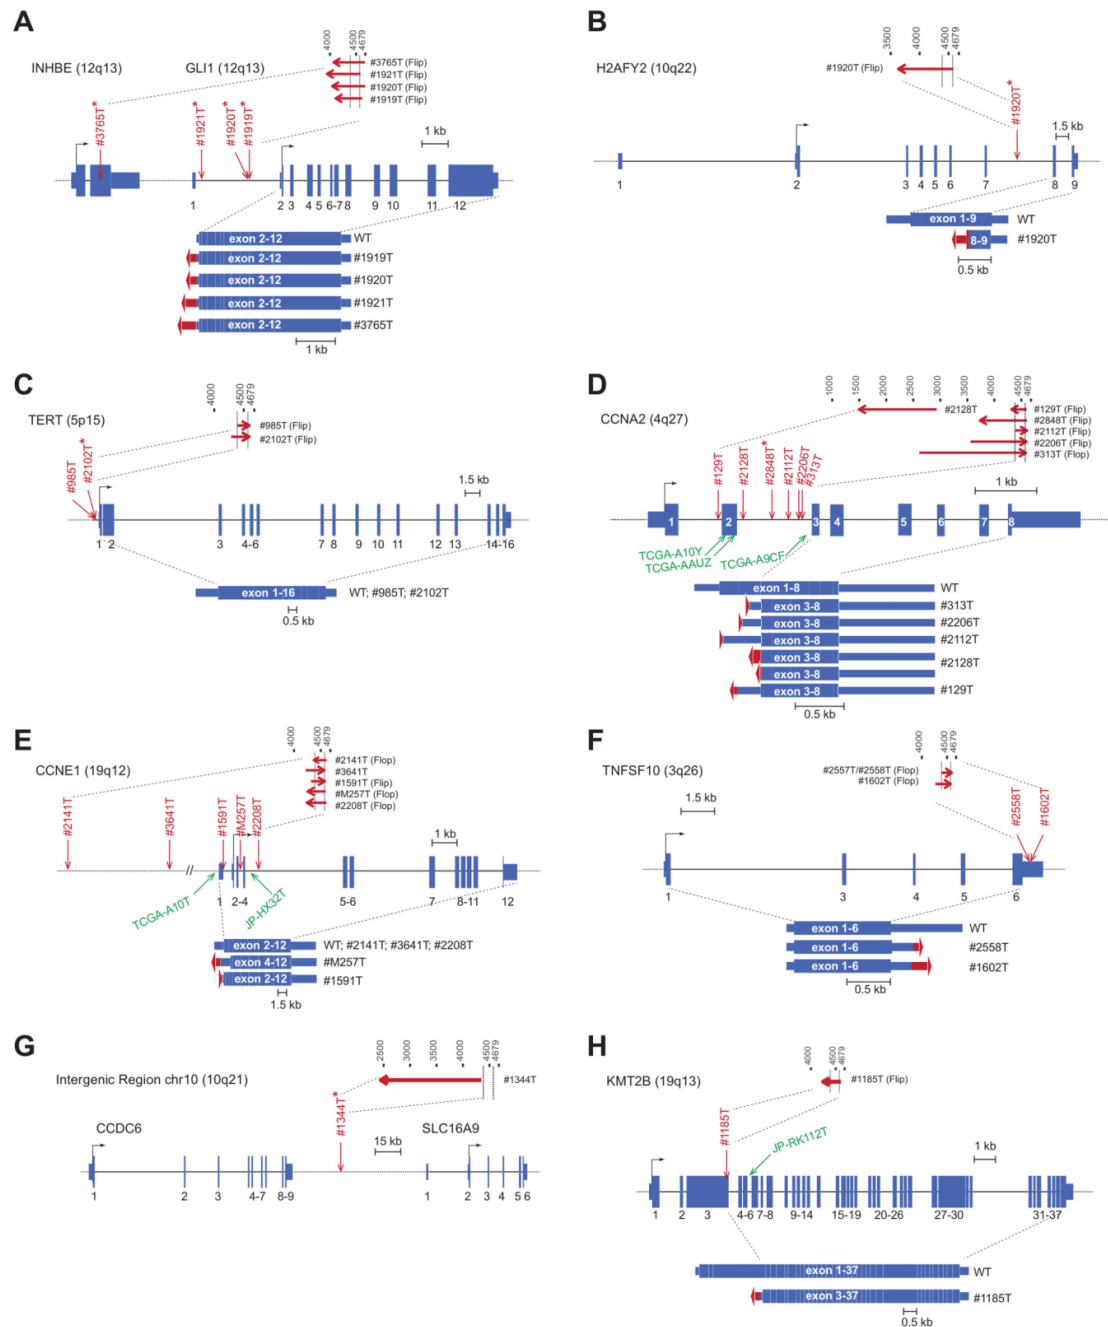 A
INHBE (12q13)
GLI1 (12q13)
4000
4500
4679
#3765T (Flip)
#1921T (Flip)
#1920T (Flip)
#1919T (Flip)
#3765T*
#1921T*
#1920T*
#1919T*
1 kb
1 2 3 4 5 6-7 8 9 10 11 12
exon 2-12 WT
exon 2-12 #1919T
exon 2-12 #1920T
exon 2-12 #1921T
exon 2-12 #3765T
1 kb
B
H2AFY2 (10q22)
3500
4000
4500
4679
#1920T (Flip)
#1920T*
1.5 kb
1 2 3 4 5 6 7 8 9
exon 1-9 WT
8-9 #1920T
0.5 kb
C
TERT (5p15)
4000
4500
4679
#985T (Flip)
#2102T (Flip)
#985T
#2102T*
1.5 kb
1 2 3 4-6 7 8 9 10 11 12 13 14-16
exon 1-16 WT; #985T; #2102T
0.5 kb
D
CCNA2 (4q27)
1000
1500
2000
2500
3000
3500
4000
4500
4679
#2128T
#129T (Flip)
#2848T (Flip)
#2112T (Flip)
#2206T (Flip)
#313T (Flop)
#129T
#2128T
#2848T*
#2112T
#2206T
#313T
1 kb
1 2 3 4 5 6 7 8
TCGA-A10Y
TCGA-AAUZ
TCGA-A9CF
exon 1-8 WT
exon 3-8 #313T
exon 3-8 #2206T
exon 3-8 #2112T
exon 3-8 #2128T
exon 3-8
exon 3-8 #129T
0.5 kb
E
CCNE1 (19q12)
4000
4500
4679
#2141T (Flop)
#3641T
#1591T (Flip)
#M257T (Flop)
#2208T (Flop)
#2141T
#3641T
#1591T
#M257T
#2208T
1 kb
//
1 2-4 5-6 7 8-11 12
TCGA-A10T
JP-HX32T
exon 2-12 WT; #2141T; #3641T; #2208T
exon 4-12 #M257T
exon 2-12 #1591T
1.5 kb
F
TNFSF10 (3q26)
4000
4500
4679
#2557T/#2558T (Flop)
#1602T (Flop)
1.5 kb
#2558T
#1602T
1 3 4 5 6
exon 1-6 WT
exon 1-6 #2558T
exon 1-6 #1602T
0.5 kb
G
Intergenic Region chr10 (10q21)
2500
3000
3500
4000
4500
4679
#1344T
#1344T*
CCDC6
SLC16A9
15 kb
1 2 3 4-7 8-9 1 2 3 4 5 6
H
KMT2B (19q13)
4000
4500
4679
#1185T (Flip)
#1185T
JP-RK112T
1 kb
1 2 3 4-6 7-8 9-14 15-19 20-26 27-30 31-37
exon 1-37 WT
exon 3-37 #1185T
0.5 kb